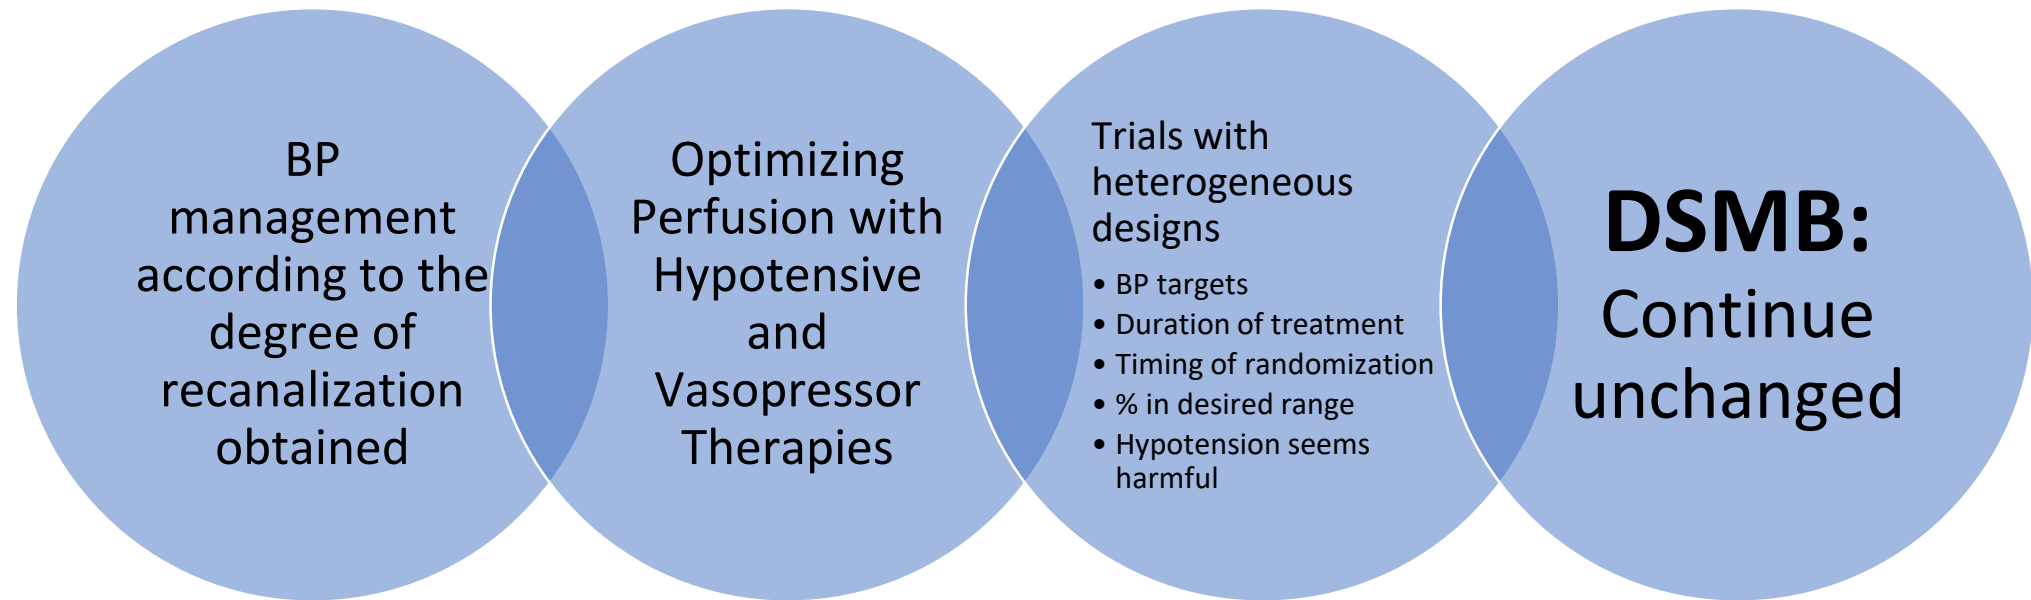 BP
management
according to the
degree of
recanalization
obtained
Optimizing
Perfusion with
Hypotensive
and
Vasopressor
Therapies
Trials with
heterogeneous
designs
• BP targets
• Duration of treatment
• Timing of randomization
• % in desired range
• Hypotension seems
harmful
DSMB:
Continue
unchanged